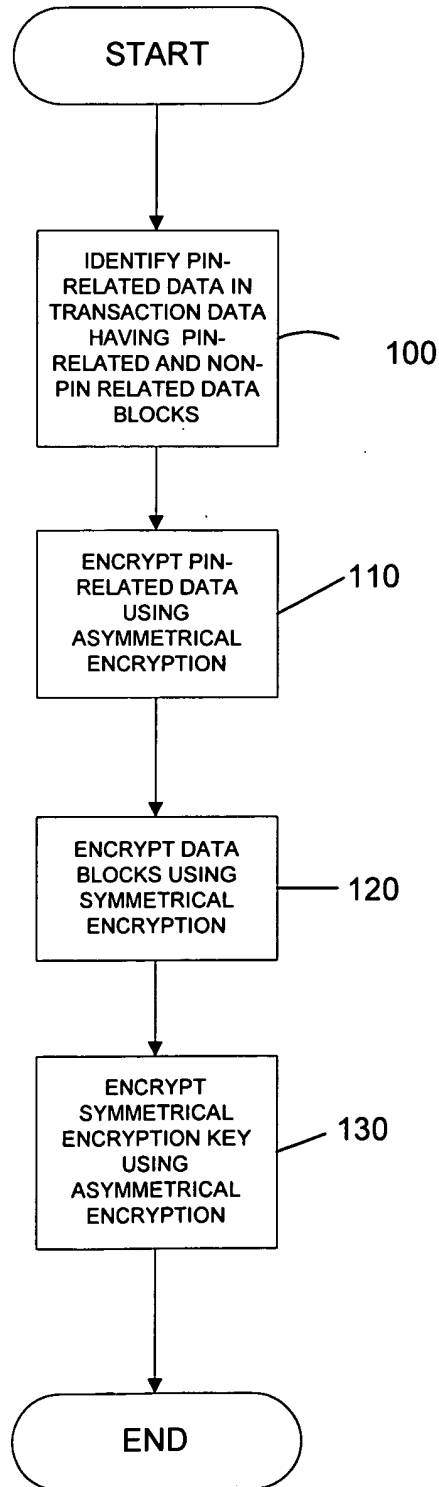 START
IDENTIFY PIN-
RELATED DATA IN
TRANSACTION DATA
HAVING PIN-
RELATED AND NON-
PIN RELATED DATA
BLOCKS
100
ENCRYPT PIN-
RELATED DATA
USING
ASYMMETRICAL
ENCRYPTION
110
ENCRYPT DATA
BLOCKS USING
SYMMETRICAL
ENCRYPTION
120
ENCRYPT
SYMMETRICAL
ENCRYPTION KEY
USING
ASYMMETRICAL
ENCRYPTION
130
END